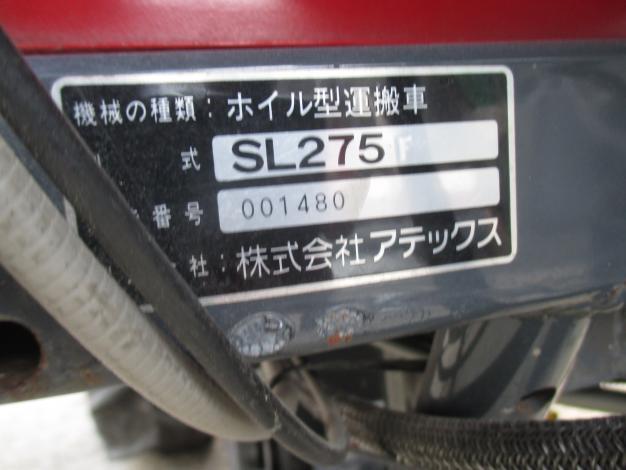 機械の種類：ホイル型運搬車
式 SL275
番号 001480
社：株式会社アテックス